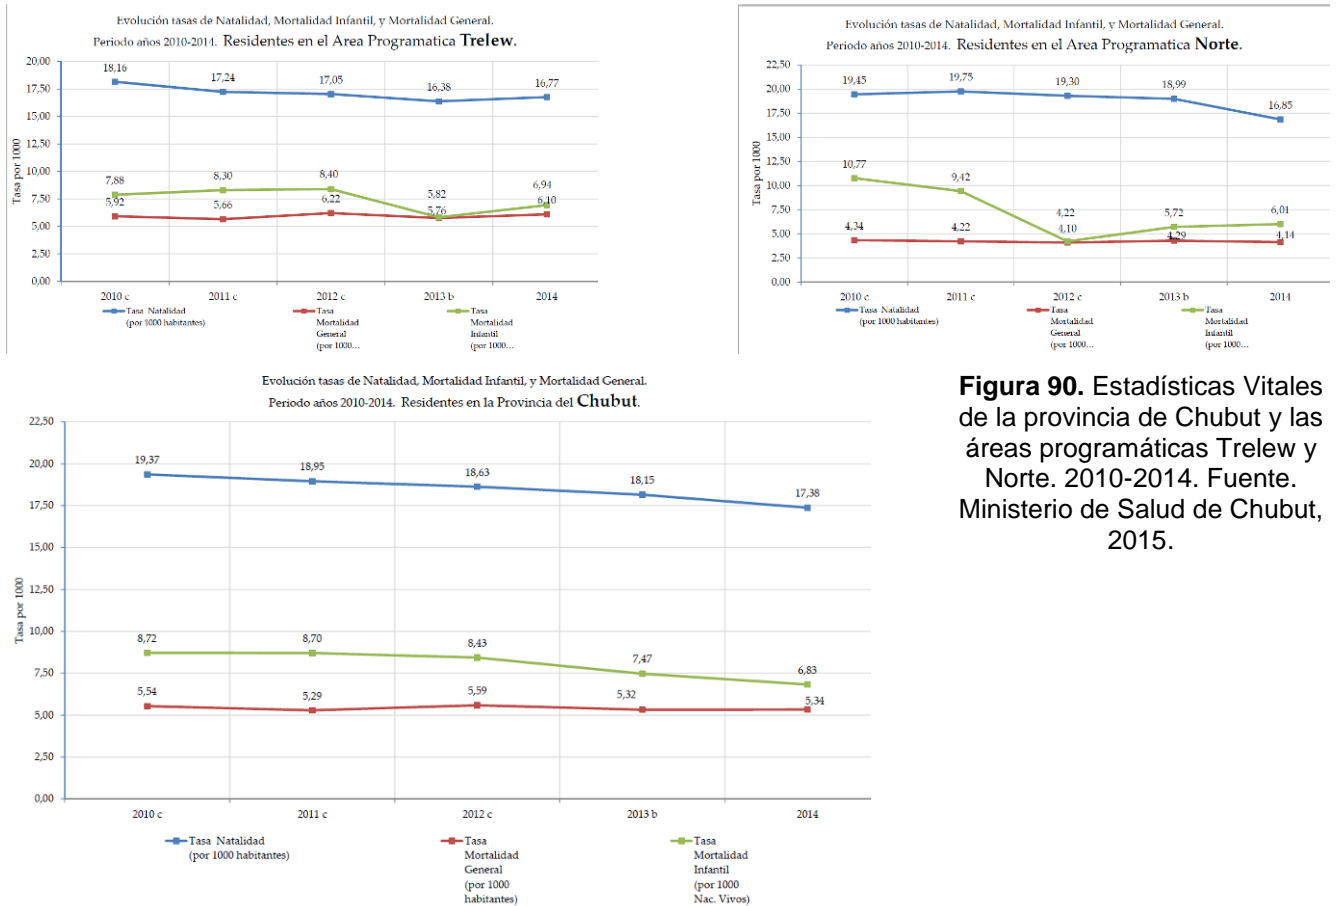 Evolución tasas de Natalidad, Mortalidad Infantil, y Mortalidad General.
Periodo años 2010-2014. Residentes en el Area Programatica Trelew.
20,00
17,50
15,00
12,50
10,00
7,50
5,00
2,50
0,00
Tasa por 1000
18,16
17,24
17,05
16,38
16,77
7,88
8,30
8,40
5,82
6,94
5,92
5,66
6,22
5,76
6,10
2010 c
2011 c
2012 c
2013 b
2014
Tasa Natalidad
(por 1000 habitantes)
Tasa
Mortalidad
General
(por 1000...
Tasa
Mortalidad
Infantil
(por 1000...
Evolución tasas de Natalidad, Mortalidad Infantil, y Mortalidad General.
Periodo años 2010-2014. Residentes en el Area Programatica Norte.
22,50
20,00
17,50
15,00
12,50
10,00
7,50
5,00
2,50
0,00
Tasa por 1000
19,45
19,75
19,30
18,99
16,85
10,77
9,42
4,22
5,72
6,01
4,34
4,22
4,10
4,29
4,14
2010 c
2011 c
2012 c
2013 b
2014
Tasa Natalidad
(por 1000 habitantes)
Tasa
Mortalidad
General
(por 1000...
Tasa
Mortalidad
Infantil
(por 1000...
Evolución tasas de Natalidad, Mortalidad Infantil, y Mortalidad General.
Periodo años 2010-2014. Residentes en la Provincia del Chubut.
22,50
20,00
17,50
15,00
12,50
10,00
7,50
5,00
2,50
0,00
Tasa por 1000
19,37
18,95
18,63
18,15
17,38
8,72
8,70
8,43
7,47
6,83
5,54
5,29
5,59
5,32
5,34
2010 c
2011 c
2012 c
2013 b
2014
Tasa Natalidad
(por 1000 habitantes)
Tasa
Mortalidad
General
(por 1000
habitantes)
Tasa
Mortalidad
Infantil
(por 1000
Nac. Vivos)
Figura 90. Estadísticas Vitales
de la provincia de Chubut y las
áreas programáticas Trelew y
Norte. 2010-2014. Fuente.
Ministerio de Salud de Chubut,
2015.